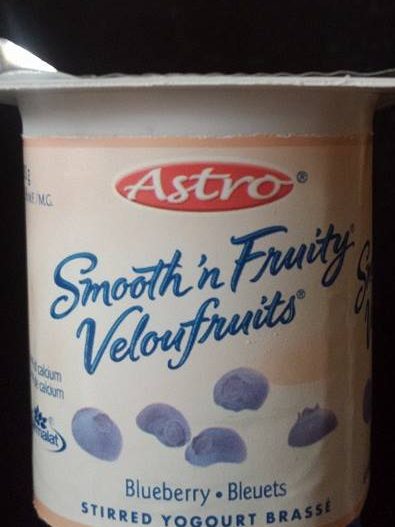 Astro®
M.G.
Smooth 'n Fruity
Veloufruits®
calcium
calcium
Blueberry • Bleuets
STIRRED YOGOURT BRASSÉ